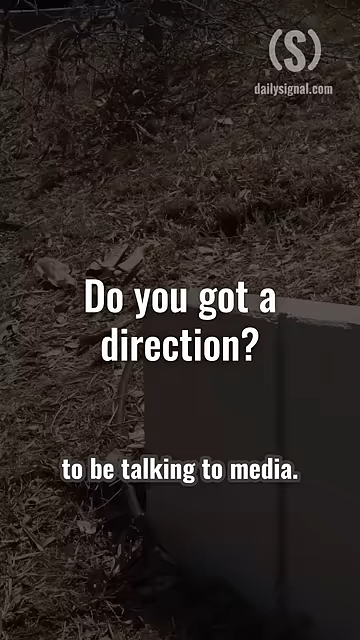 (S)
dailysignal.com
Do you got a
direction?
to be talking to media.